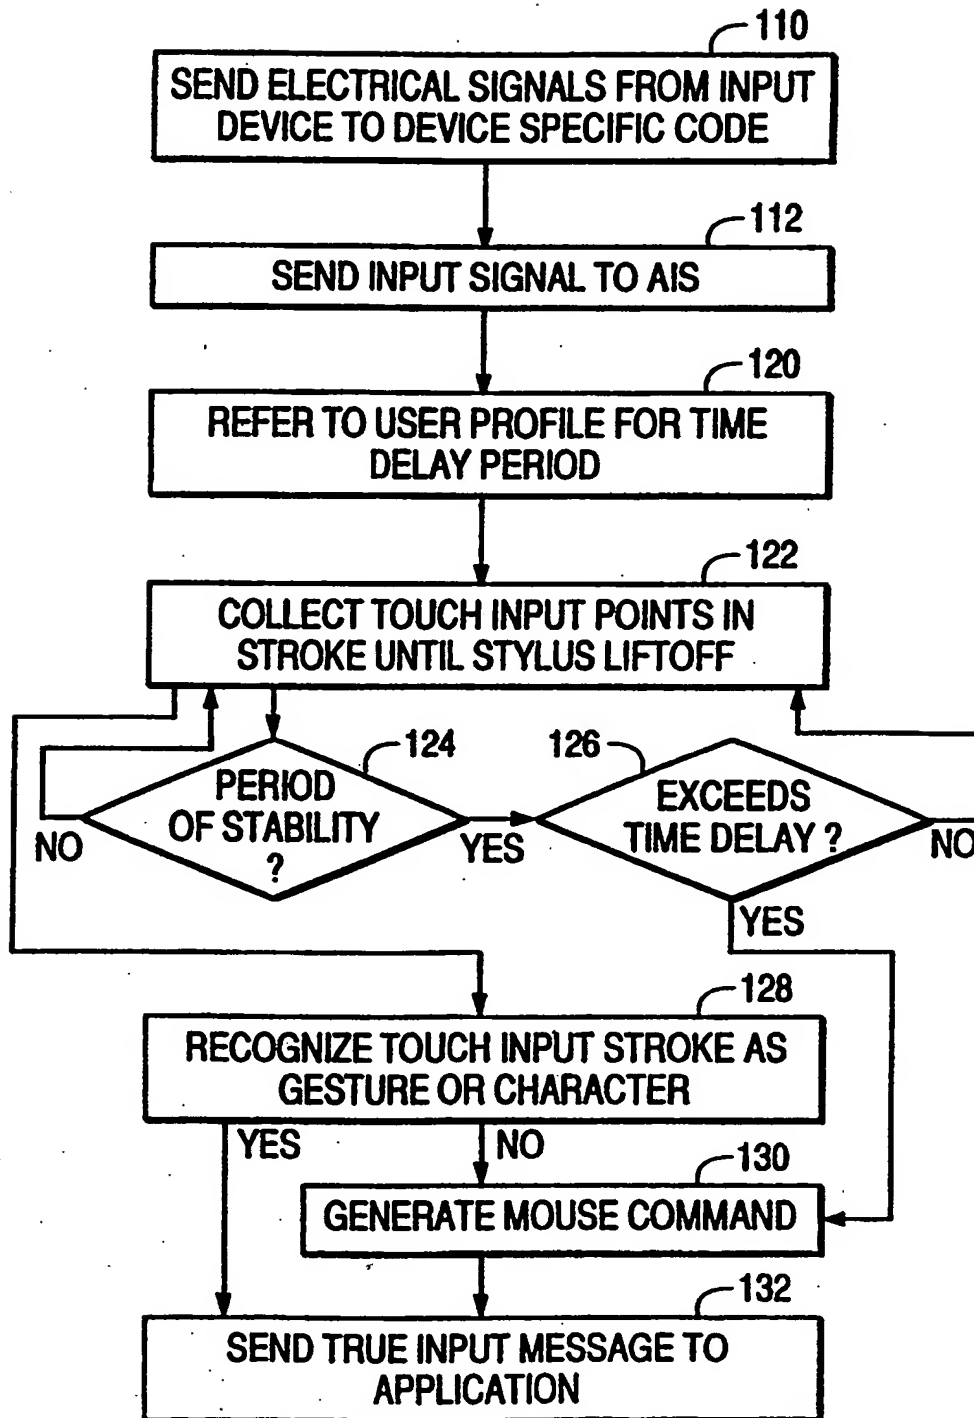 110
SEND ELECTRICAL SIGNALS FROM INPUT
DEVICE TO DEVICE SPECIFIC CODE
112
SEND INPUT SIGNAL TO AIS
120
REFER TO USER PROFILE FOR TIME
DELAY PERIOD
122
COLLECT TOUCH INPUT POINTS IN
STROKE UNTIL STYLUS LIFTOFF
124
PERIOD
OF STABILITY
?
NO
YES
126
EXCEEDS
TIME DELAY ?
NO
YES
128
RECOGNIZE TOUCH INPUT STROKE AS
GESTURE OR CHARACTER
YES
NO
130
GENERATE MOUSE COMMAND
132
SEND TRUE INPUT MESSAGE TO
APPLICATION